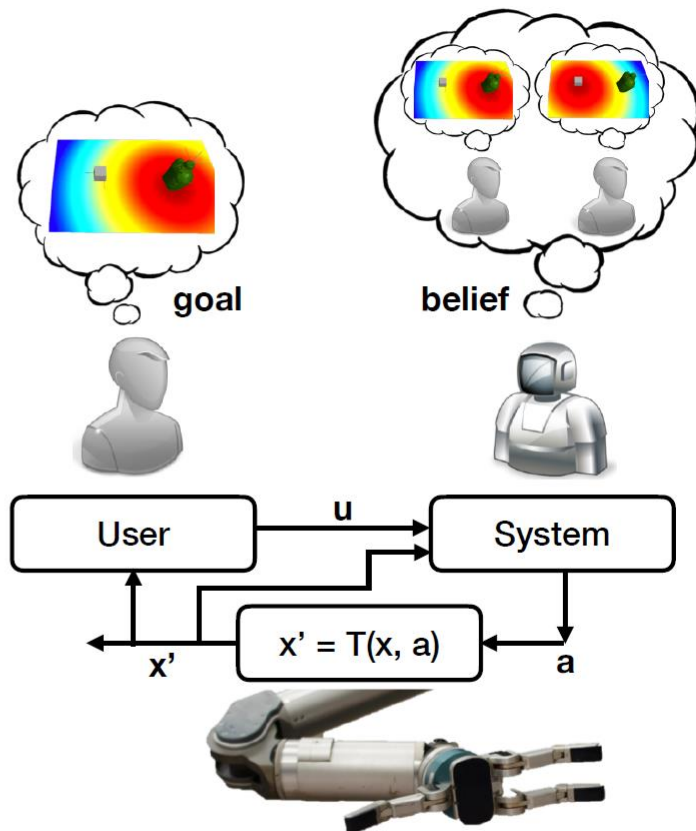 goal
belief
User
u
System
x' = T(x, a)
x'
a